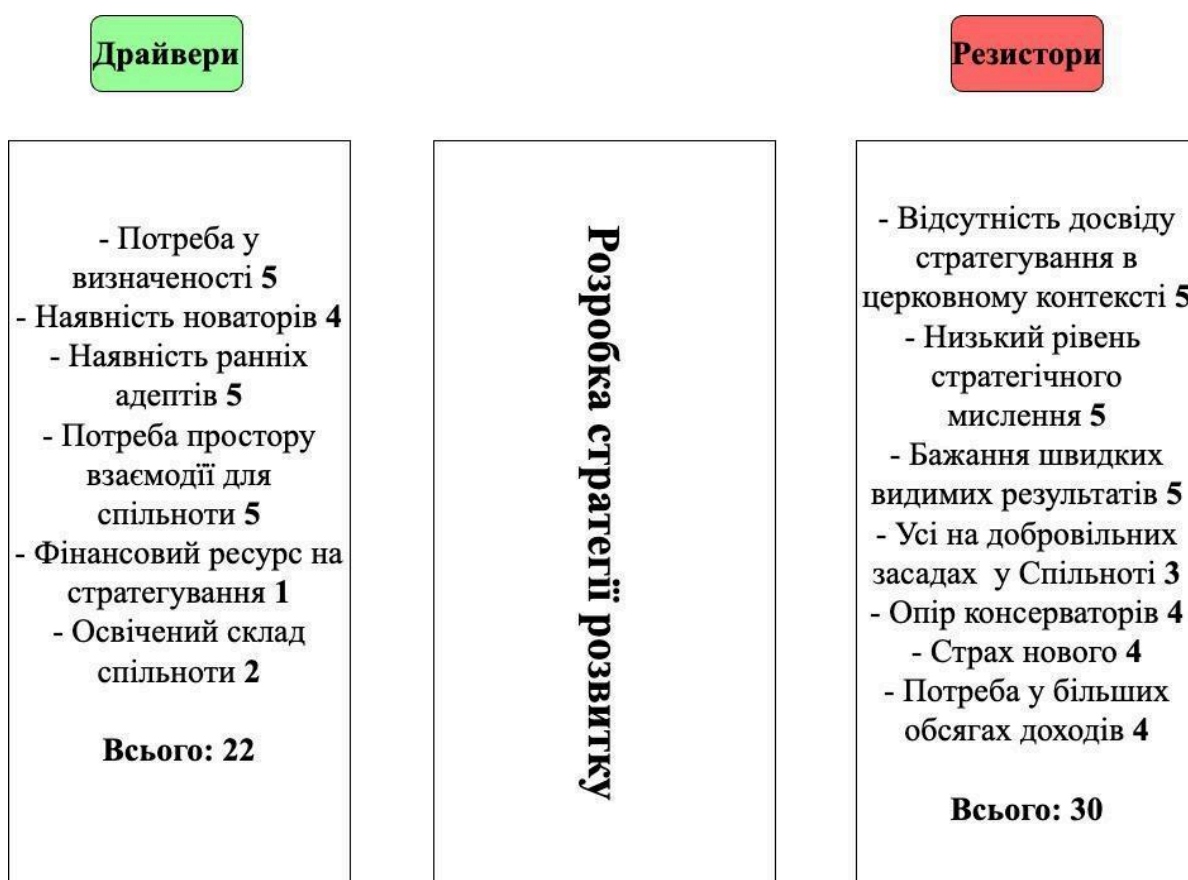 Драйвери
Резистори
- Потреба у
визначеності 5
- Наявність новаторів 4
- Наявність ранніх
адептів 5
- Потреба простору
взаємодії для
спільноти 5
- Фінансовий ресурс на
стратегування 1
- Освічений склад
спільноти 2
Всього: 22
Розробка стратегії розвитку
- Відсутність досвіду
стратегування в
церковному контексті 5
- Низький рівень
стратегічного
мислення 5
- Бажання швидких
видимих результатів 5
- Усі на добровільних
засадах у Спільноті 3
- Опір консерваторів 4
- Страх нового 4
- Потреба у більших
обсягах доходів 4
Всього: 30